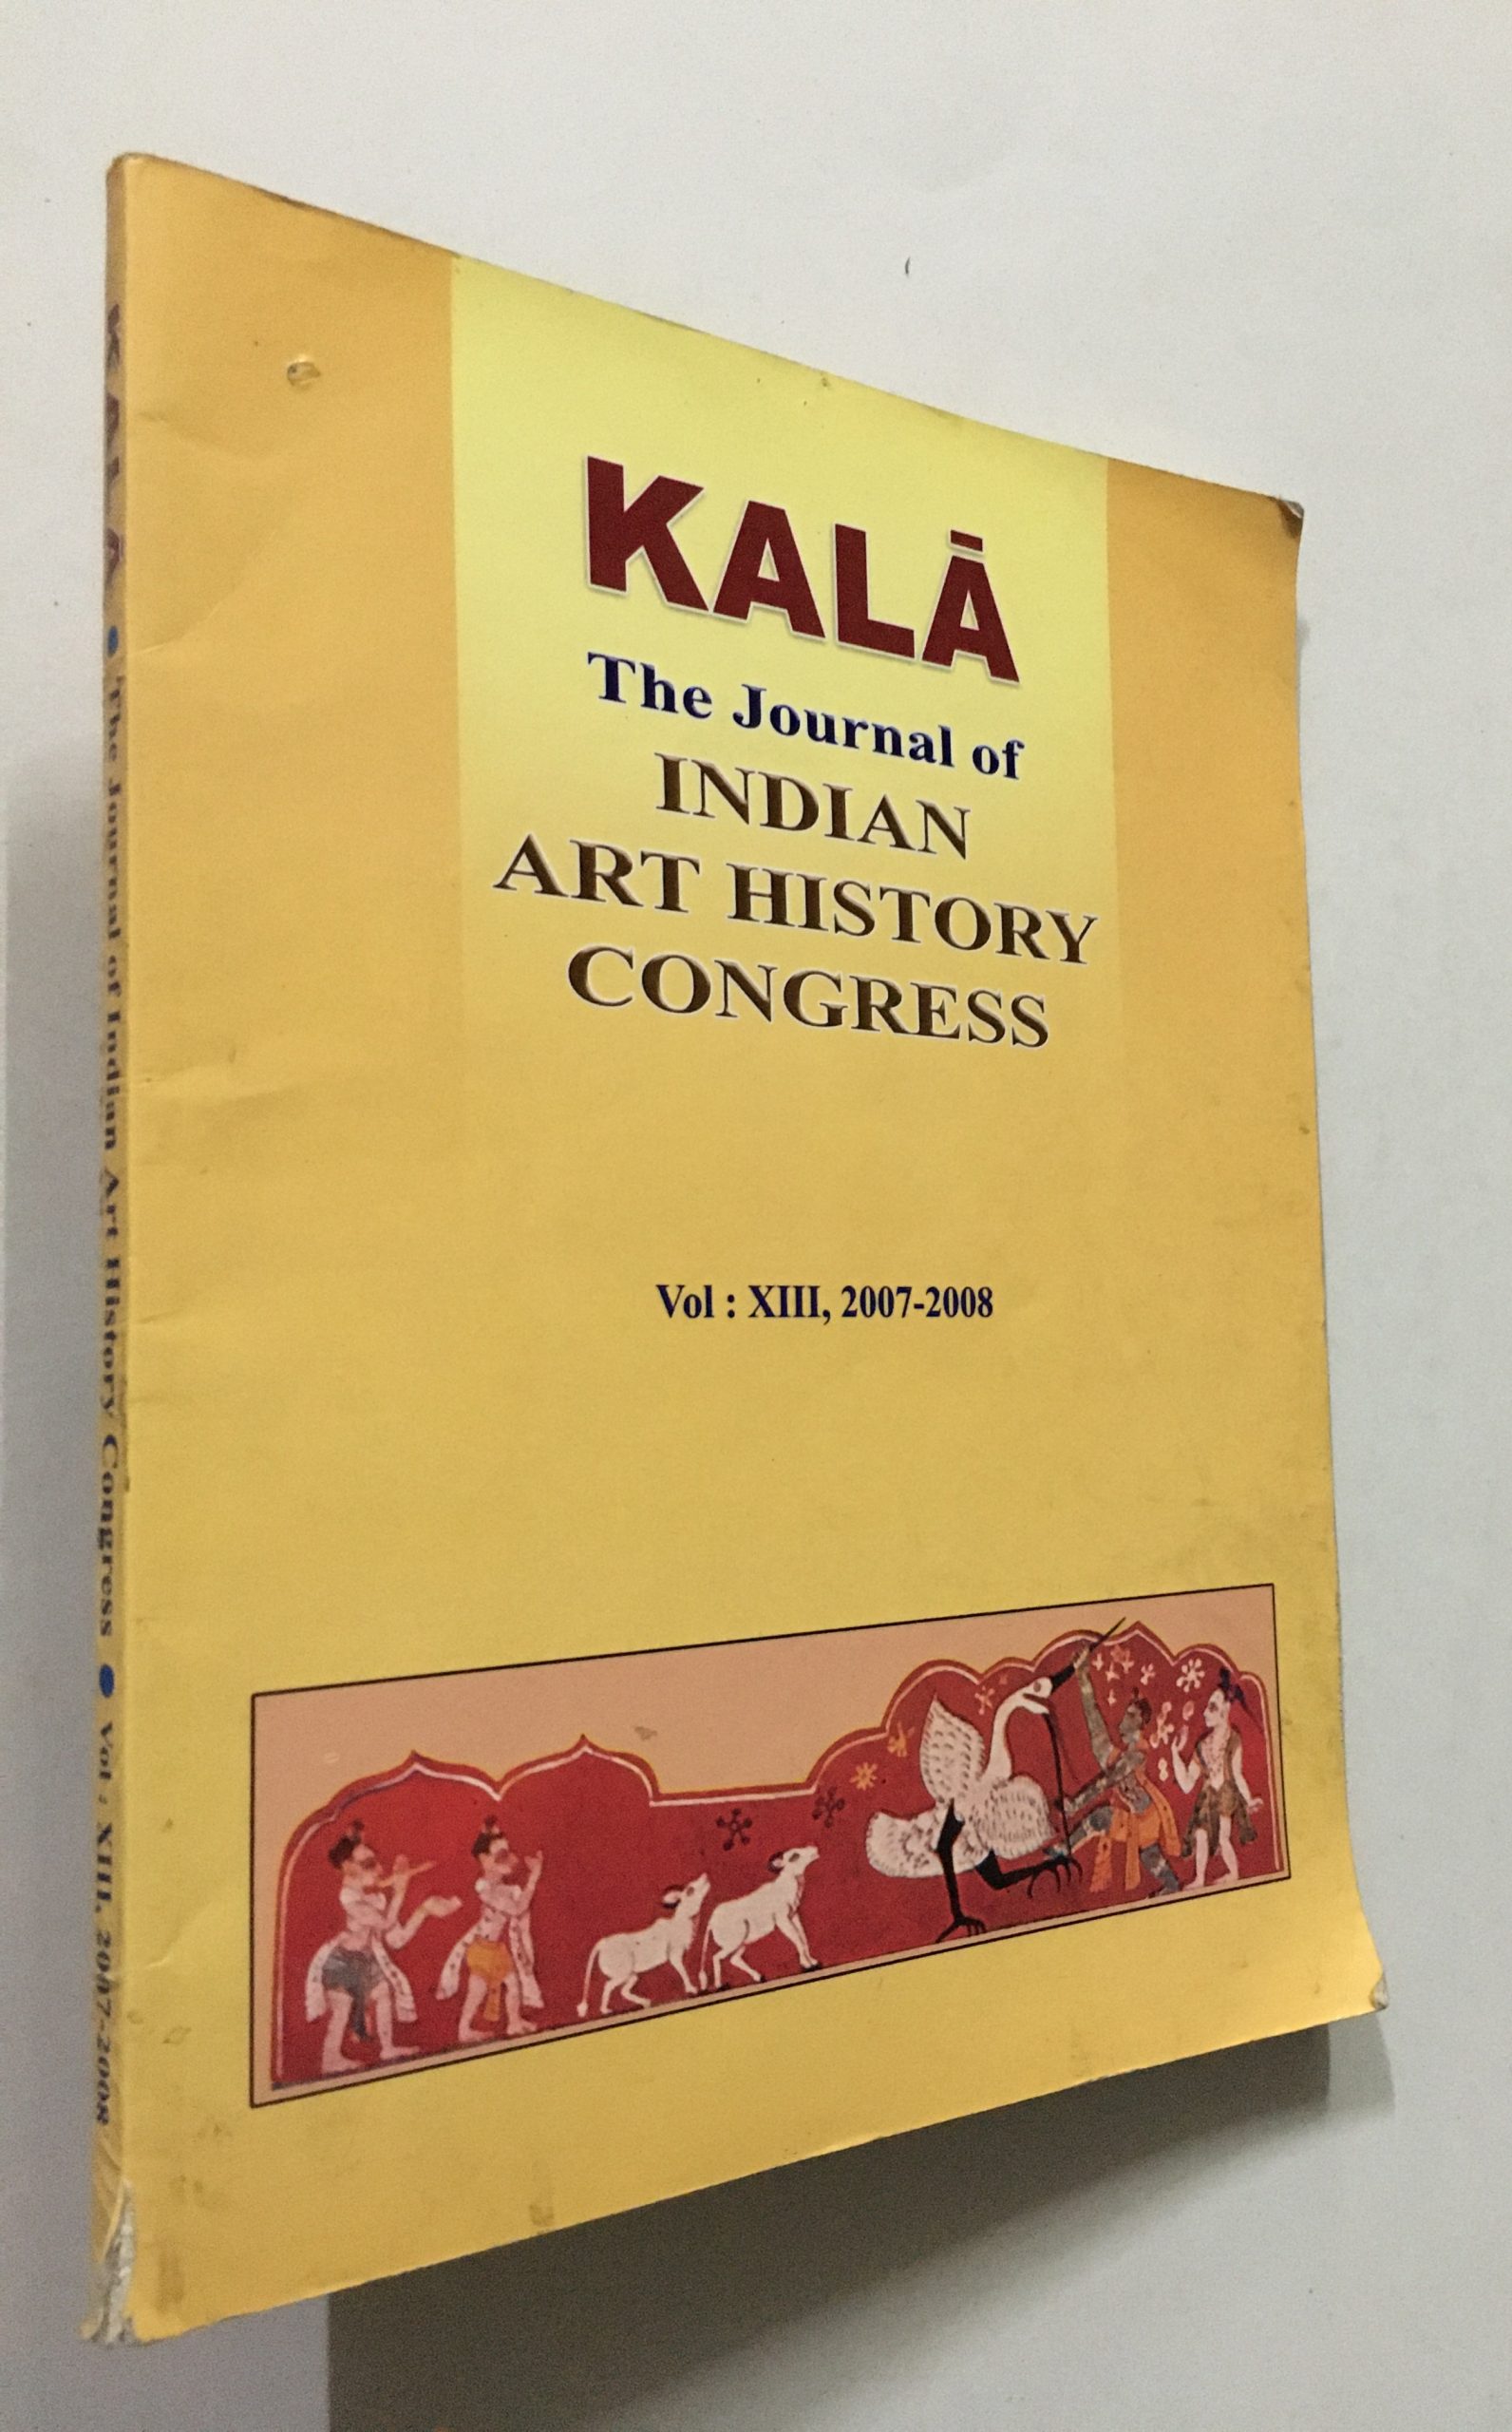 KALĀ
The Journal of
INDIAN
ART HISTORY
CONGRESS
Vol : XIII, 2007-2008
KALĀ ● The Journal of Indian Art History Congress ● Vol : XIII, 2007-2008